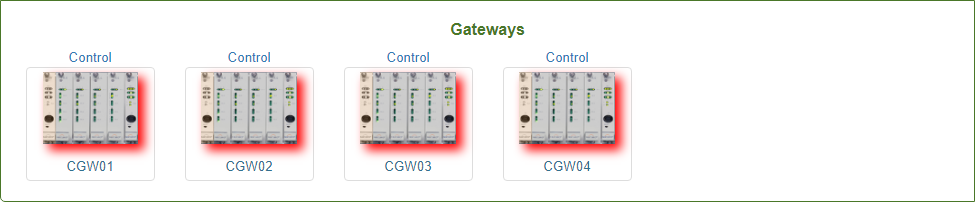 Gateways
Control Control Control Control
CGW01 CGW02 CGW03 CGW04